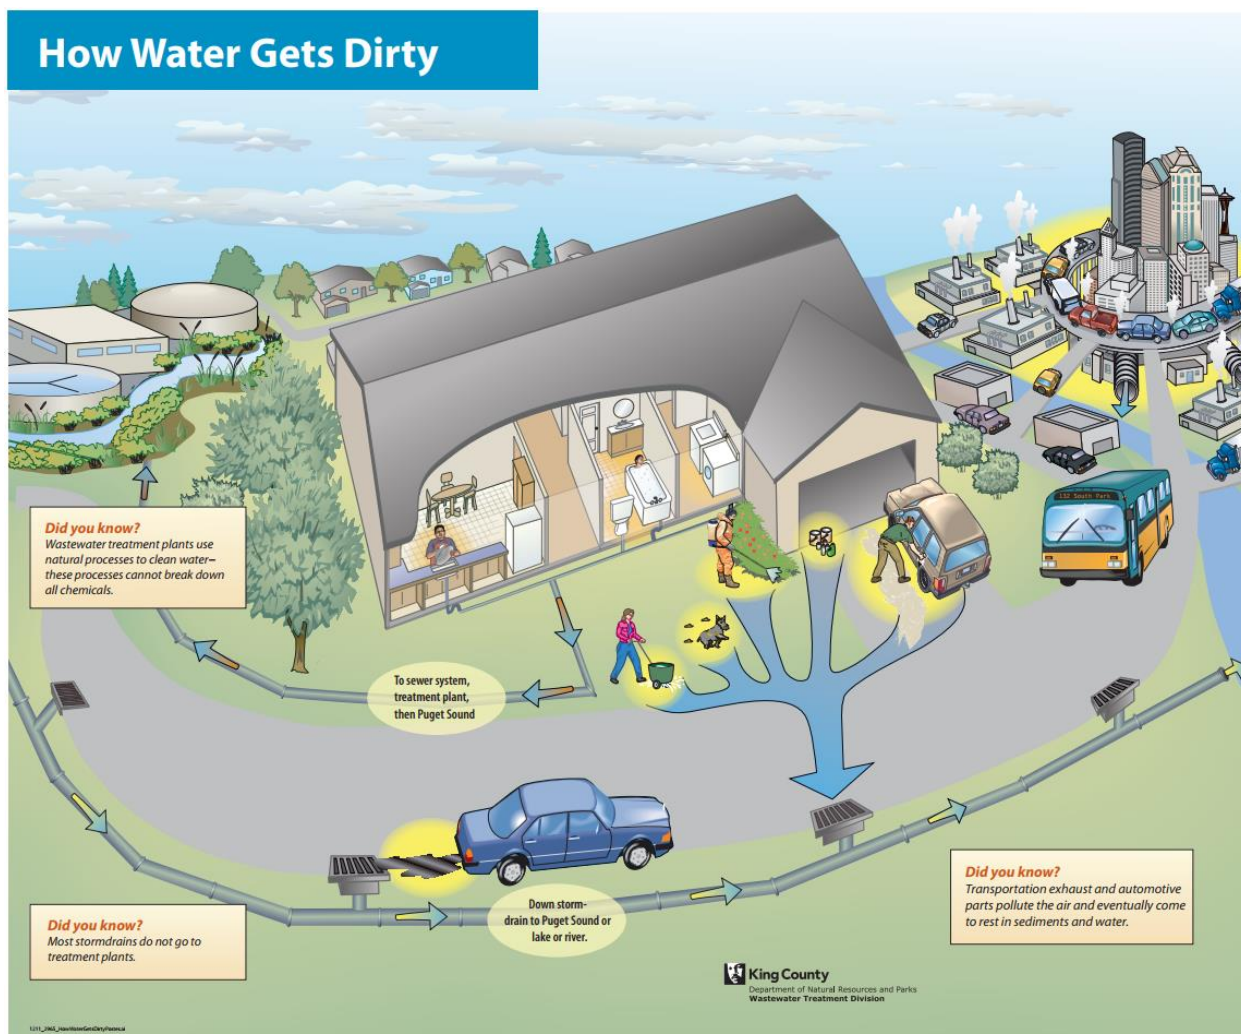 How Water Gets Dirty
132 South Park
Did you know?
Wastewater treatment plants use
natural processes to clean water—
these processes cannot break down
all chemicals.
To sewer system,
treatment plant,
then Puget Sound
Did you know?
Transportation exhaust and automotive
parts pollute the air and eventually come
to rest in sediments and water.
Down storm-
drain to Puget Sound or
lake or river.
Did you know?
Most stormdrains do not go to
treatment plants.
King County
Department of Natural Resources and Parks
Wastewater Treatment Division